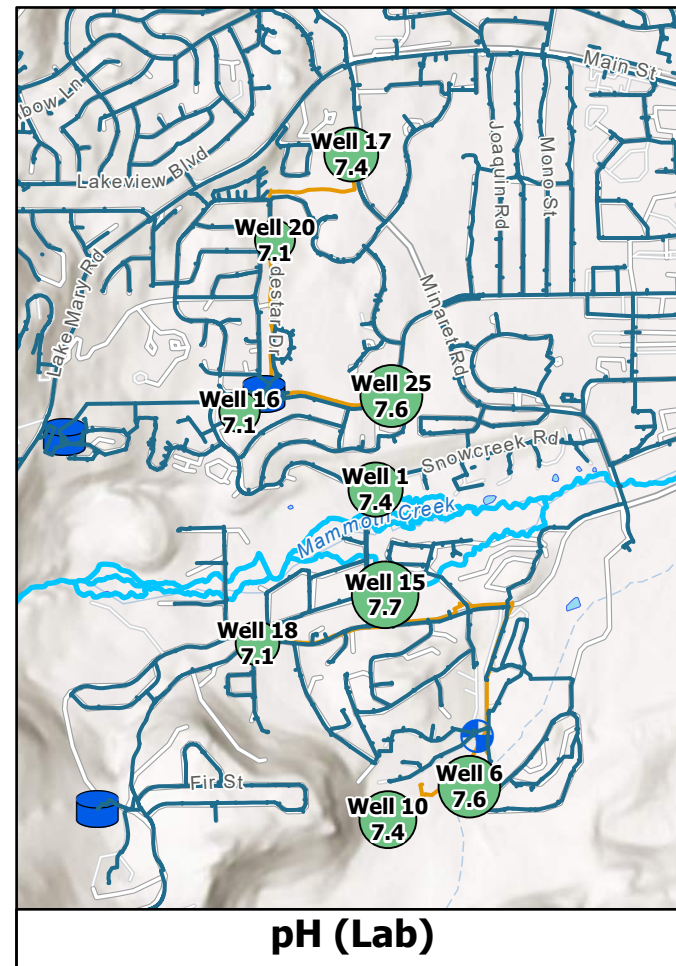 Main St
bow Ln
Well 17
7.4
Joaquin Rd
Mono St
Lakeview Blvd
Well 20
7.1
destar Dr
Lake Mary Rd
Minaret Rd
Well 25
7.6
Well 16
7.1
Snowcreek Rd
Well 1
7.4
Mammoth Creek
Well 15
7.7
Well 18
7.1
Well 6
7.6
Fir St
Well 10
7.4
pH (Lab)